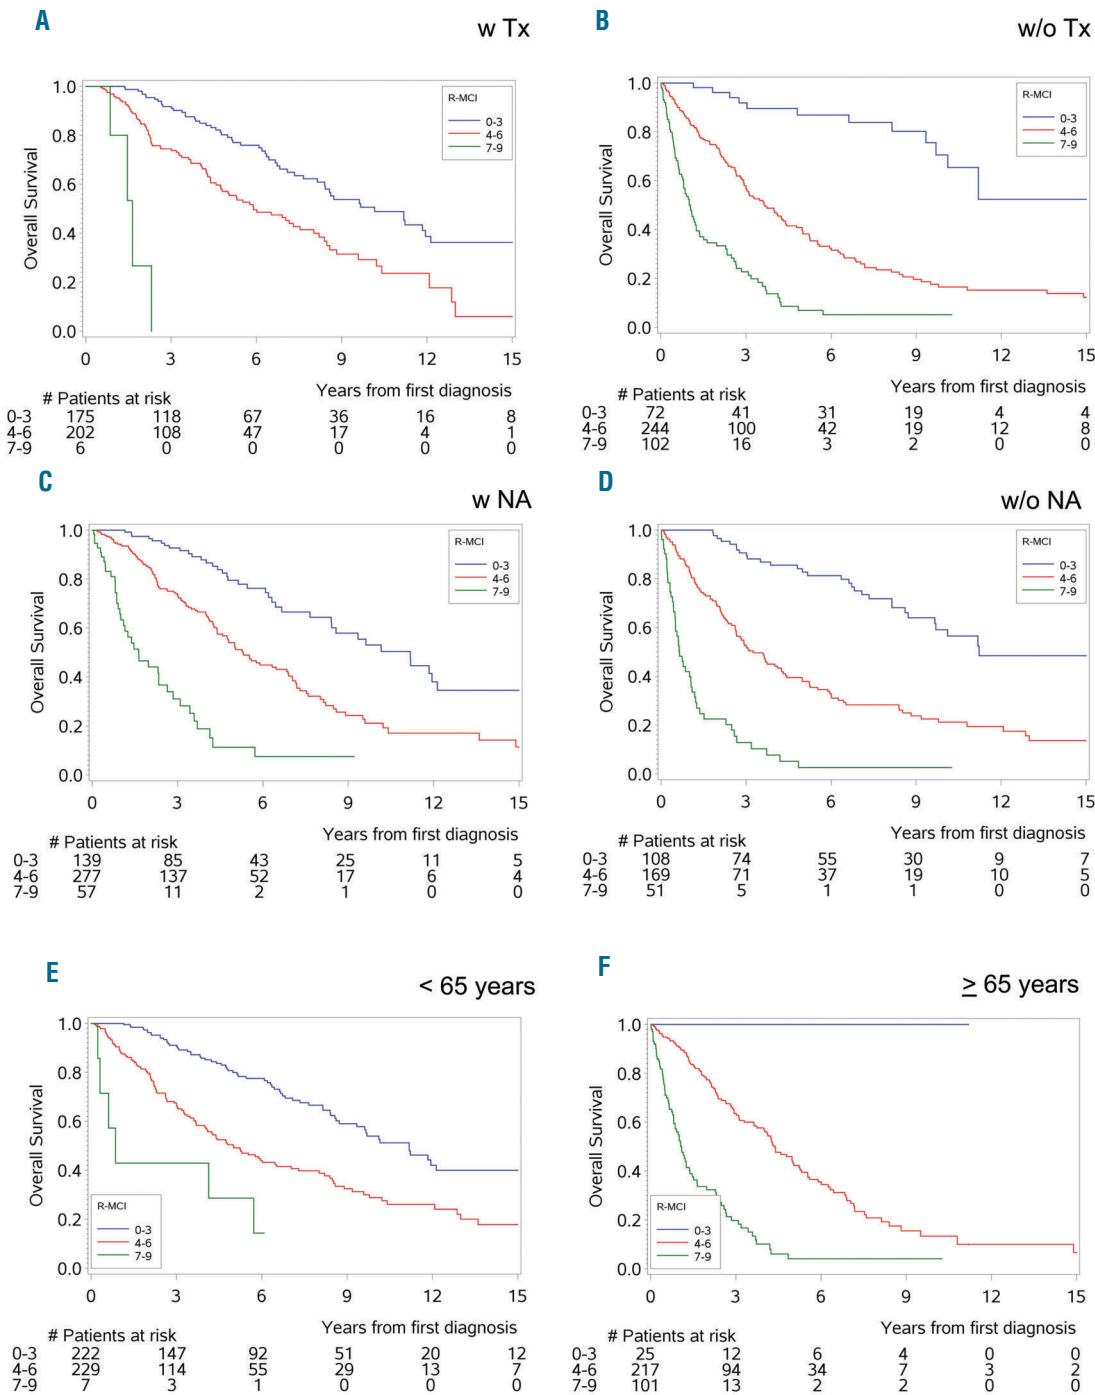 A
w Tx
Overall Survival
1.0
0.8
0.6
0.4
0.2
0.0
R-MCI
0-3
4-6
7-9
0 3 6 9 12 15
Years from first diagnosis
# Patients at risk
0-3 175 118 67 36 16 8
4-6 202 108 47 17 4 1
7-9 6 0 0 0 0 0
B
w/o Tx
Overall Survival
1.0
0.8
0.6
0.4
0.2
0.0
R-MCI
0-3
4-6
7-9
0 3 6 9 12 15
Years from first diagnosis
# Patients at risk
0-3 72 41 31 19 4 4
4-6 244 100 42 19 12 8
7-9 102 16 3 2 0 0
C
w NA
Overall Survival
1.0
0.8
0.6
0.4
0.2
0.0
R-MCI
0-3
4-6
7-9
0 3 6 9 12 15
Years from first diagnosis
# Patients at risk
0-3 139 85 43 25 11 5
4-6 277 137 52 17 6 4
7-9 57 11 2 1 0 0
D
w/o NA
Overall Survival
1.0
0.8
0.6
0.4
0.2
0.0
R-MCI
0-3
4-6
7-9
0 3 6 9 12 15
Years from first diagnosis
# Patients at risk
0-3 108 74 55 30 9 7
4-6 169 71 37 19 10 5
7-9 51 5 1 1 0 0
E
< 65 years
Overall Survival
1.0
0.8
0.6
0.4
0.2
0.0
R-MCI
0-3
4-6
7-9
0 3 6 9 12 15
Years from first diagnosis
# Patients at risk
0-3 222 147 92 51 20 12
4-6 229 114 55 29 13 7
7-9 7 3 1 0 0 0
F
≥ 65 years
Overall Survival
1.0
0.8
0.6
0.4
0.2
0.0
R-MCI
0-3
4-6
7-9
0 3 6 9 12 15
Years from first diagnosis
# Patients at risk
0-3 25 12 6 4 0 0
4-6 217 94 34 7 3 2
7-9 101 13 2 2 0 0